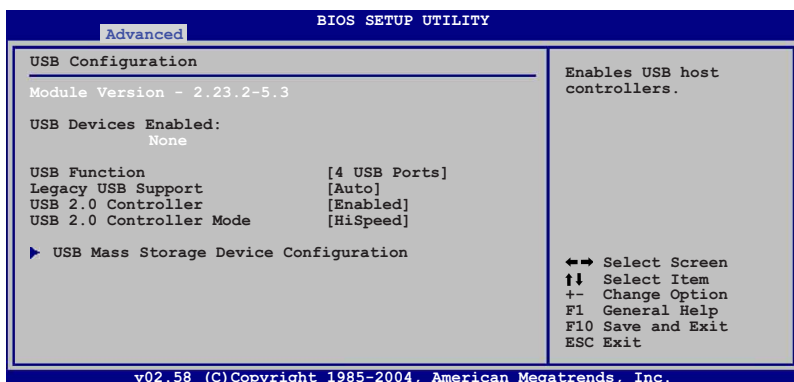 BIOS SETUP UTILITY
Advanced
USB Configuration
Module Version - 2.23.2-5.3
USB Devices Enabled:
None
USB Function [4 USB Ports]
Legacy USB Support [Auto]
USB 2.0 Controller [Enabled]
USB 2.0 Controller Mode [HiSpeed]
USB Mass Storage Device Configuration
Enables USB host
controllers.
Select Screen
Select Item
+- Change Option
F1 General Help
F10 Save and Exit
ESC Exit
v02.58 (C)Copyright 1985-2004, American Megatrends, Inc.